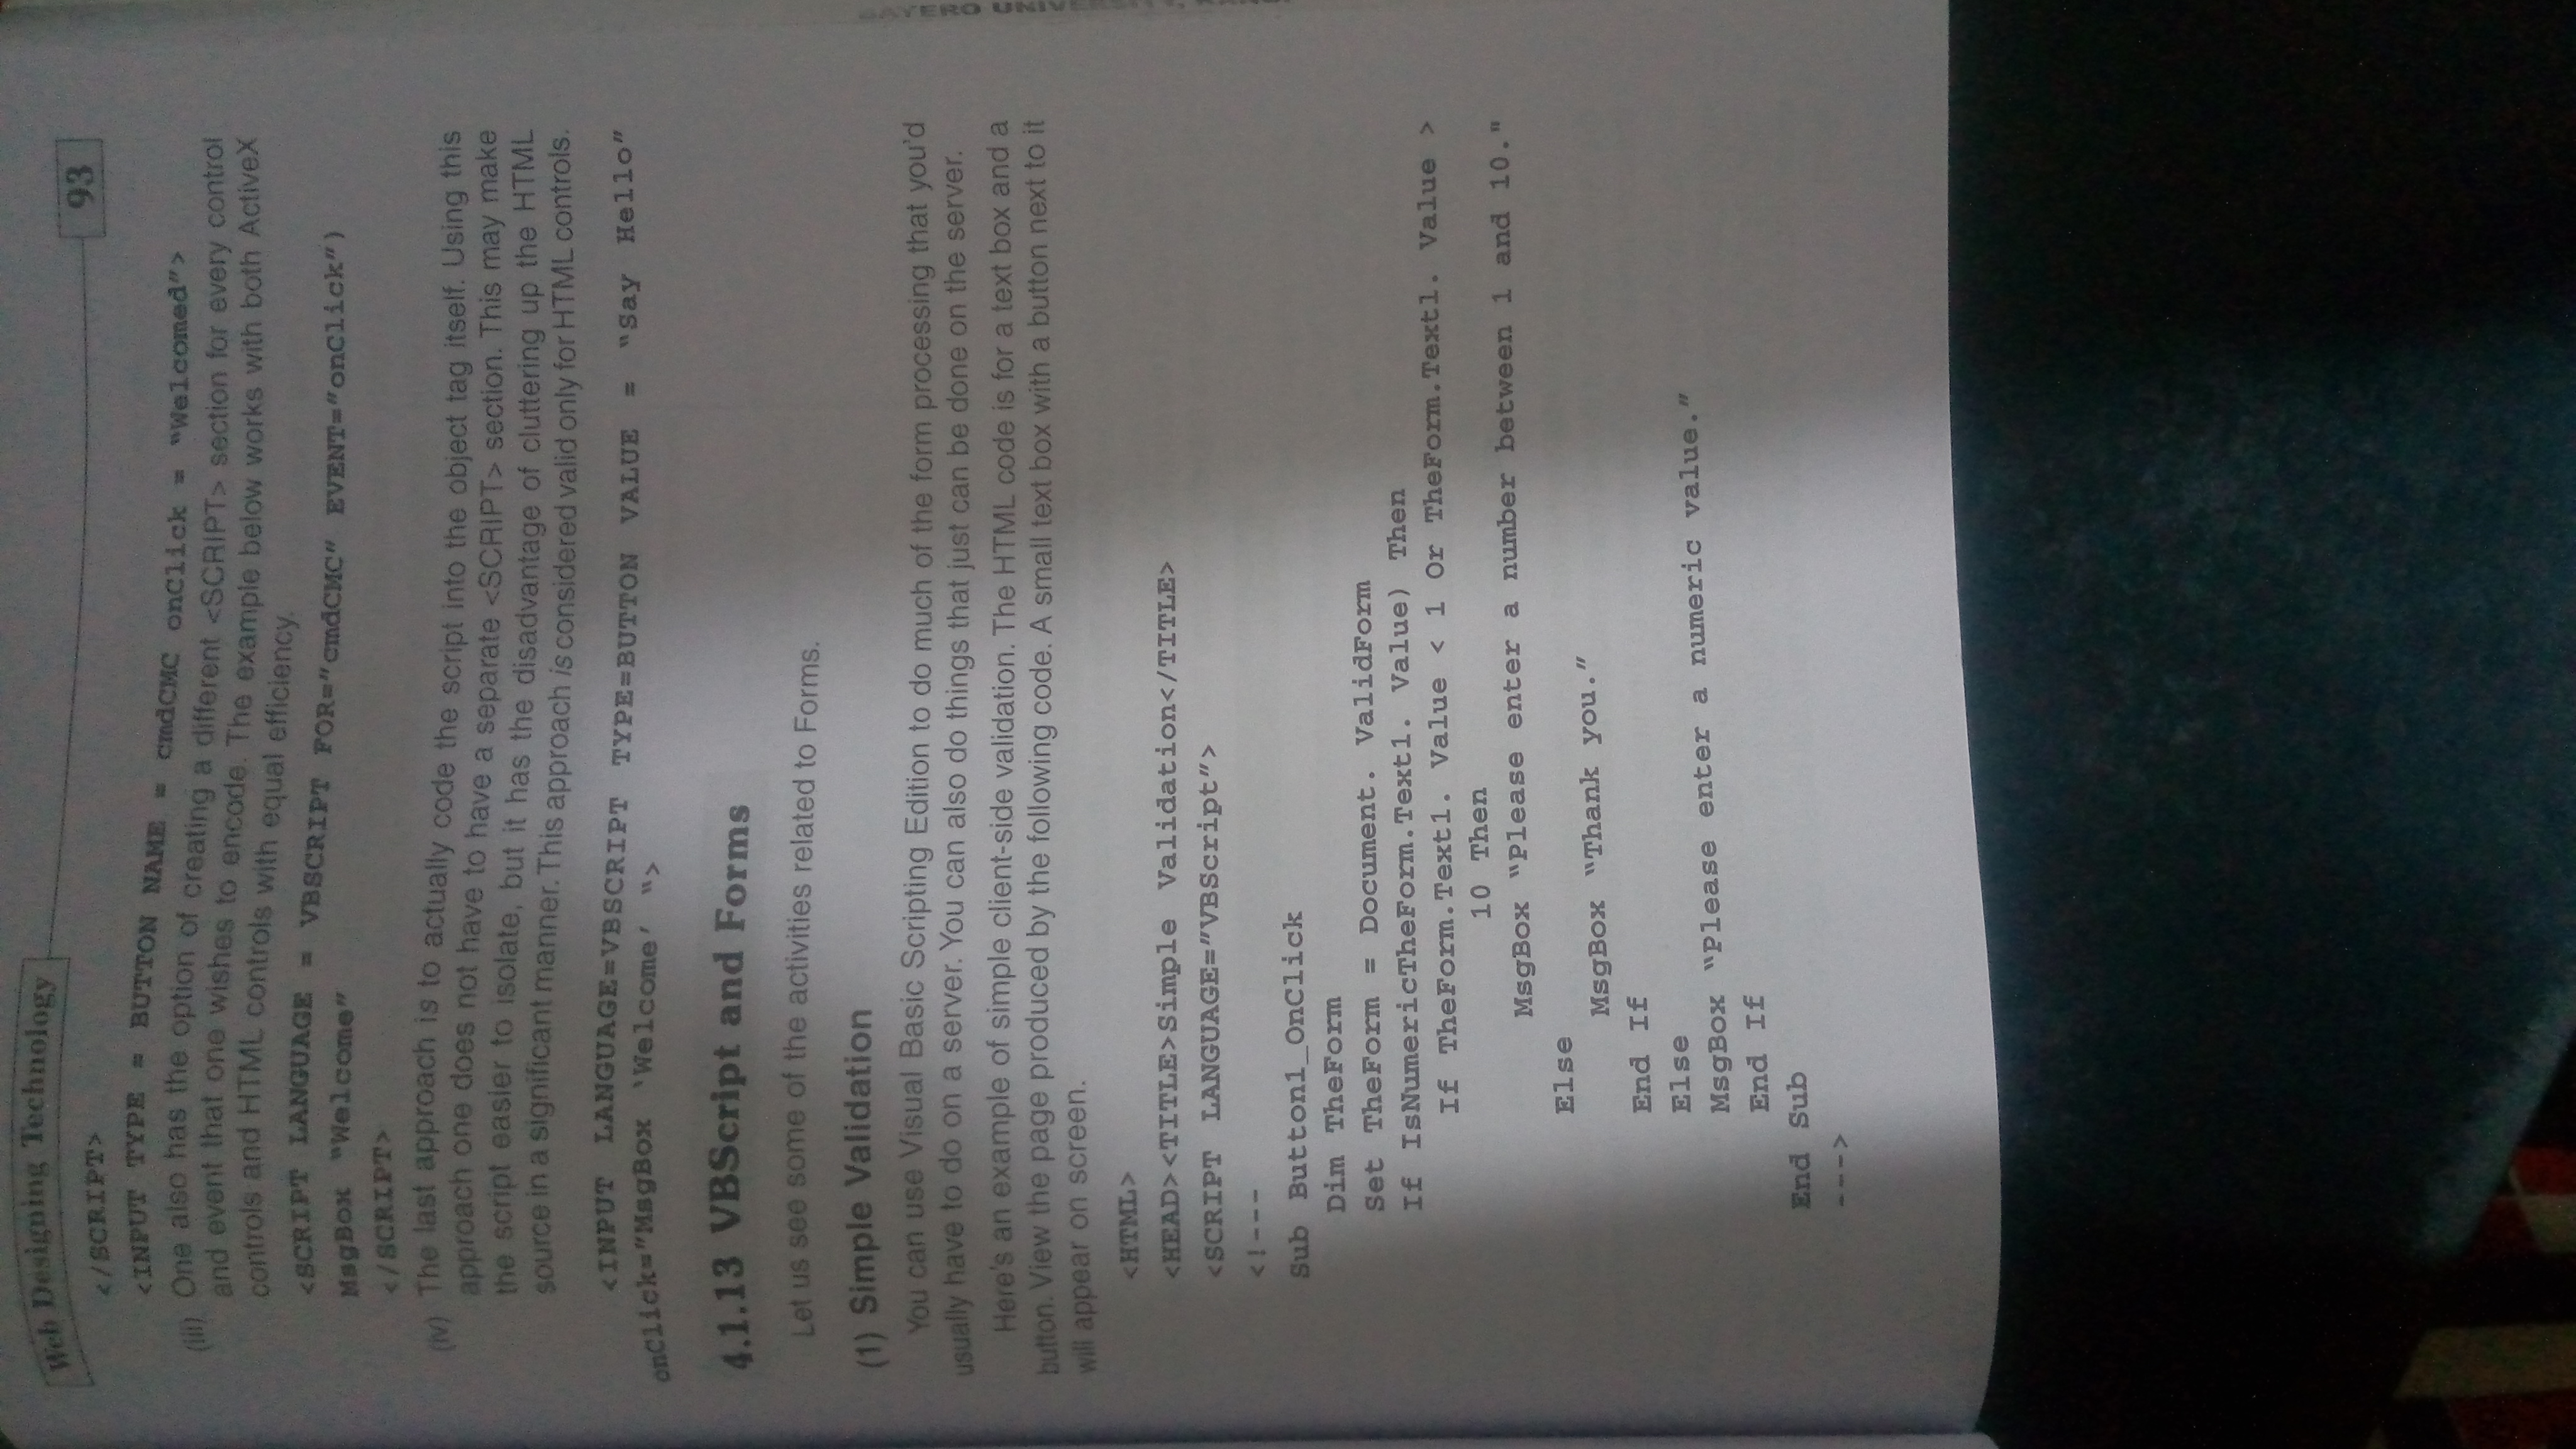 Web Designing Technology
93
</SCRIPT>
<INPUT TYPE = BUTTON NAME = cmdCMC onClick = "Welcomed">
(iii) One also has the option of creating a different <SCRIPT> section for every control
and event that one wishes to encode. The example below works with both ActiveX
controls and HTML controls with equal efficiency.
<SCRIPT LANGUAGE = VBSCRIPT FOR="cmdCMC" EVENT="onClick")
MsgBox "Welcome"
</SCRIPT>
(iv) The last approach is to actually code the script into the object tag itself. Using this
approach one does not have to have a separate <SCRIPT> section. This may make
the script easier to isolate, but it has the disadvantage of cluttering up the HTML
source in a significant manner. This approach is considered valid only for HTML controls.
<INPUT LANGUAGE=VBSCRIPT TYPE=BUTTON VALUE = "Say Hello"
onClick="MsgBox 'Welcome' ">
4.1.13 VBScript and Forms
Let us see some of the activities related to Forms.
(1) Simple Validation
You can use Visual Basic Scripting Edition to do much of the form processing that you'd
usually have to do on a server. You can also do things that just can be done on the server.
Here's an example of simple client-side validation. The HTML code is for a text box and a
button. View the page produced by the following code. A small text box with a button next to it
will appear on screen.
<HTML>
<HEAD><TITLE>Simple Validation</TITLE>
<SCRIPT LANGUAGE="VBScript">
<!---
Sub Button1_OnClick
Dim TheForm
Set TheForm = Document. ValidForm
If IsNumericTheForm.Text1. Value) Then
If TheForm.Text1. Value < 1 Or TheForm.Text1. Value >
10 Then
MsgBox "Please enter a number between 1 and 10."
Else
MsgBox "Thank you."
End If
Else
MsgBox "Please enter a numeric value."
End If
End Sub
--->
BAYERO UNIVERSITY,